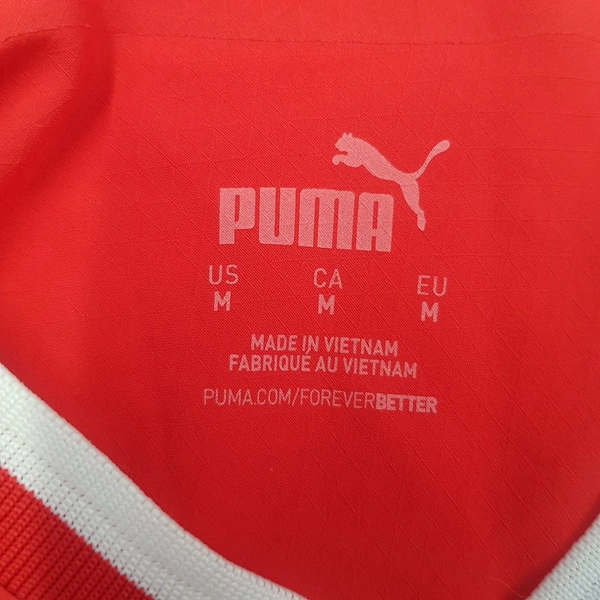 PUMA
US CA EU
M M M
MADE IN VIETNAM
FABRIQUÉ AU VIETNAM
PUMA.COM/FOREVERBETTER